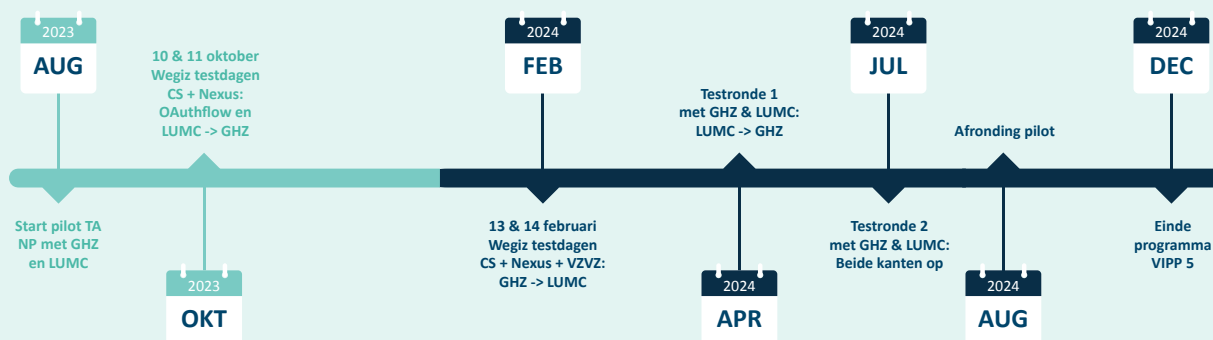 2023
AUG
Start pilot TA
NP met GHZ
en LUMC
10 & 11 oktober
Wegiz testdagen
CS + Nexus:
OAuthflow en
LUMC -> GHZ
2023
OKT
2024
FEB
13 & 14 februari
Wegiz testdagen
CS + Nexus + VZVZ:
GHZ -> LUMC
Testronde 1
met GHZ & LUMC:
LUMC -> GHZ
2024
APR
2024
JUL
Testronde 2
met GHZ & LUMC:
Beide kanten op
Afronding pilot
2024
AUG
2024
DEC
Einde
programma
VIPP 5